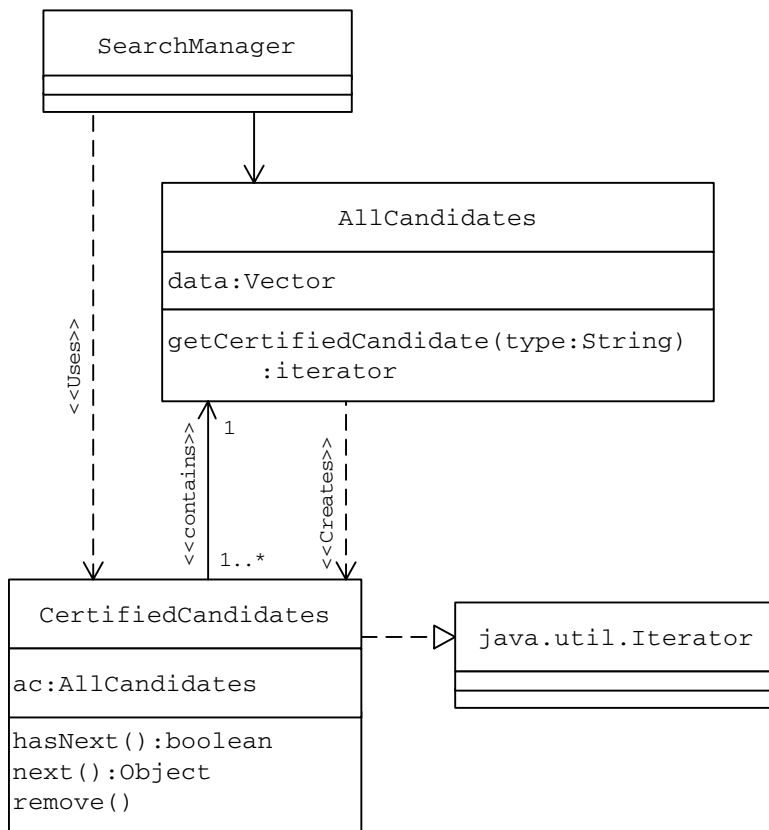 SearchManager
AllCandidates
data:Vector
getCertifiedCandidate(type:String)
:iterator
<<Uses>>
<<contains>>
1
1..*
<<Creates>>
CertifiedCandidates
ac:AllCandidates
hasNext():boolean
next():Object
remove()
java.util.Iterator